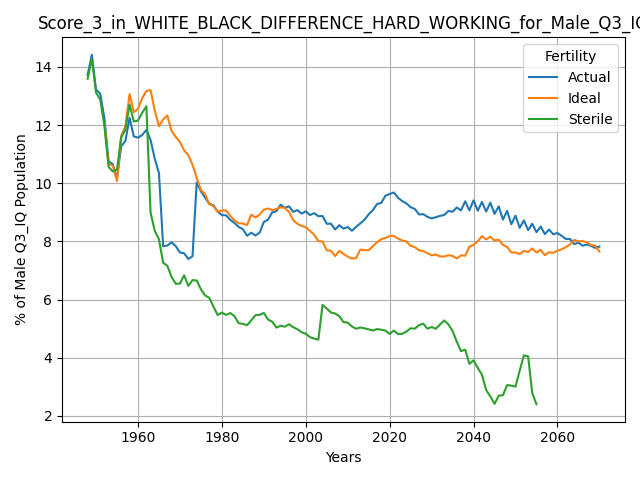 Score_3_in_WHITE_BLACK_DIFFERENCE_HARD_WORKING_for_Male_Q3_IQ
Fertility
Actual
Ideal
Sterile
% of Male Q3_IQ Population
14
12
10
8
6
4
2
1960
1980
2000
2020
2040
2060
Years